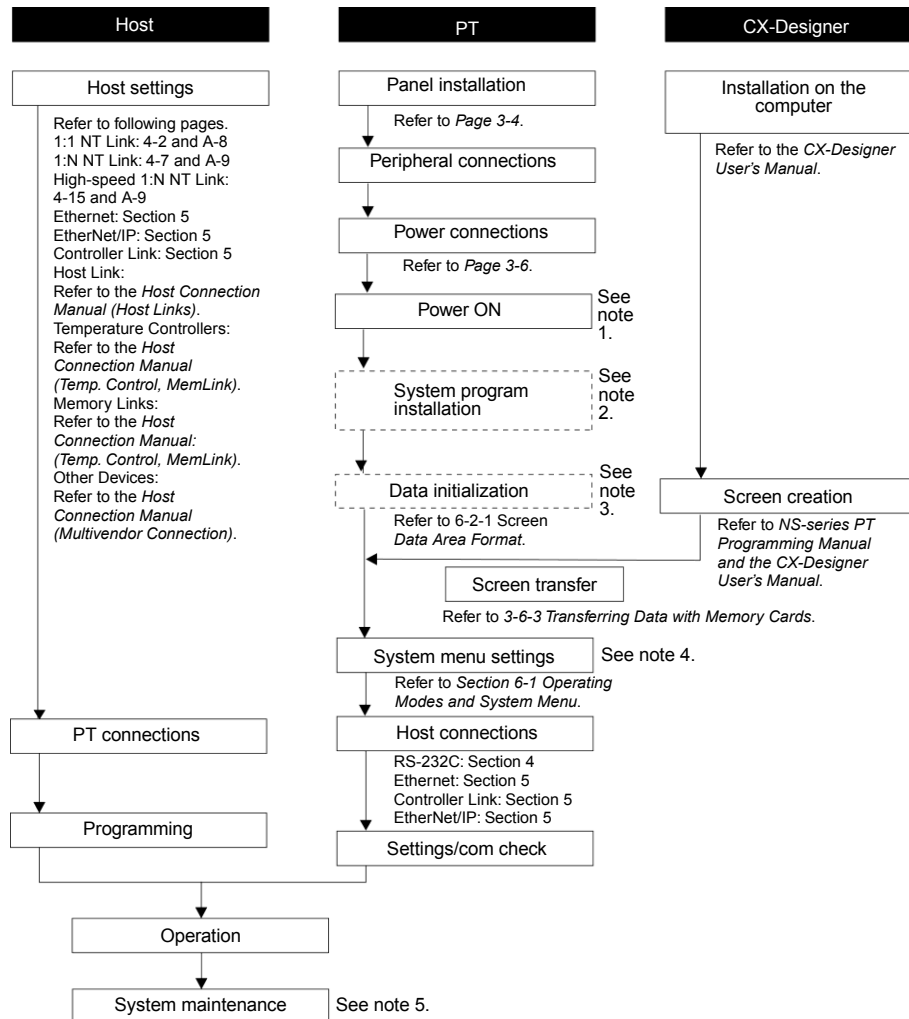 Host
Host settings
Refer to following pages.
1:1 NT Link: 4-2 and A-8
1:N NT Link: 4-7 and A-9
High-speed 1:N NT Link:
4-15 and A-9
Ethernet: Section 5
EtherNet/IP: Section 5
Controller Link: Section 5
Host Link:
Refer to the Host Connection
Manual (Host Links).
Temperature Controllers:
Refer to the Host
Connection Manual
(Temp. Control, MemLink).
Memory Links:
Refer to the Host
Connection Manual:
(Temp. Control, MemLink).
Other Devices:
Refer to the Host
Connection Manual
(Multivendor Connection).
PT connections
Programming
PT
Panel installation
Refer to Page 3-4.
Peripheral connections
Power connections
Refer to Page 3-6.
Power ON
See
note
1.
System program
installation
See
note
2.
Data initialization
See
note
3.
Refer to 6-2-1 Screen
Data Area Format.
CX-Designer
Installation on the
computer
Refer to the CX-Designer
User's Manual.
Screen creation
Refer to NS-series PT
Programming Manual
and the CX-Designer
User's Manual.
Screen transfer
Refer to 3-6-3 Transferring Data with Memory Cards.
System menu settings
See note 4.
Refer to Section 6-1 Operating
Modes and System Menu.
Host connections
RS-232C: Section 4
Ethernet: Section 5
Controller Link: Section 5
EtherNet/IP: Section 5
Settings/com check
Operation
System maintenance
See note 5.